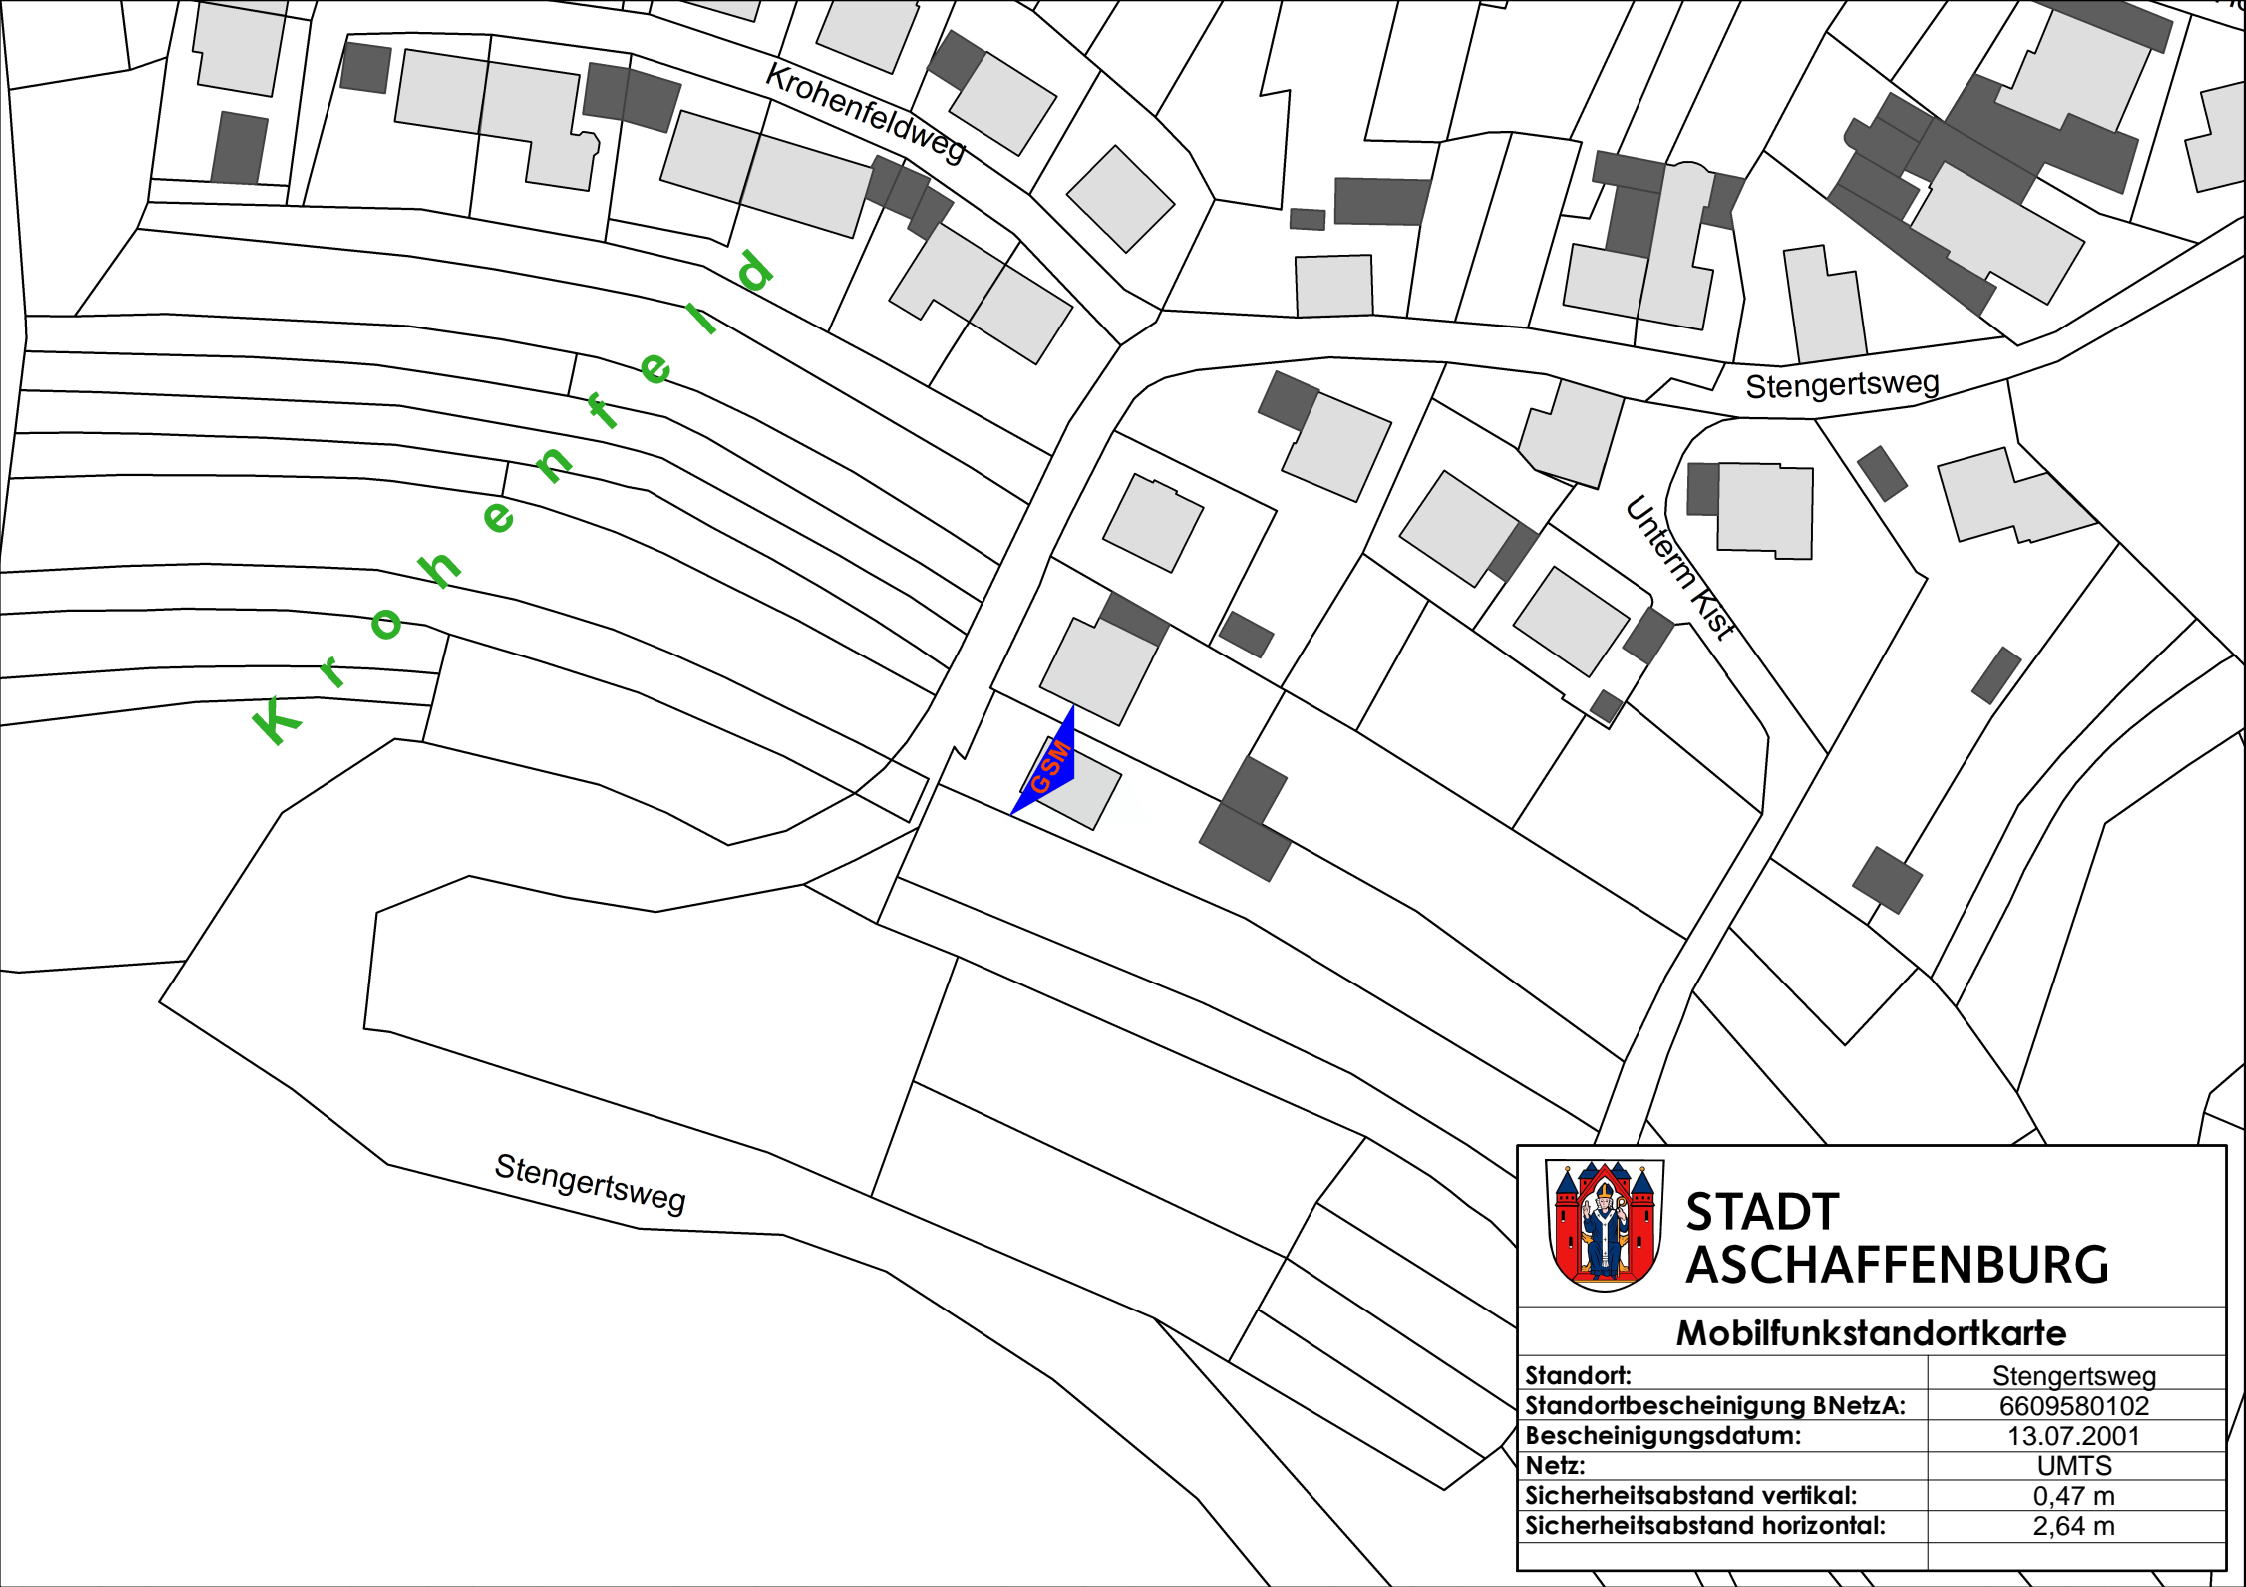 Krohenfeldweg
Krohenfeld
Stengertsweg
Unterm Kist
GSM
Stengertsweg
STADT
ASCHAFFENBURG
Mobilfunkstandortkarte
Standort: Stengertsweg
Standortbescheinigung BNetzA: 6609580102
Bescheinigungsdatum: 13.07.2001
Netz: UMTS
Sicherheitsabstand vertikal: 0,47 m
Sicherheitsabstand horizontal: 2,64 m